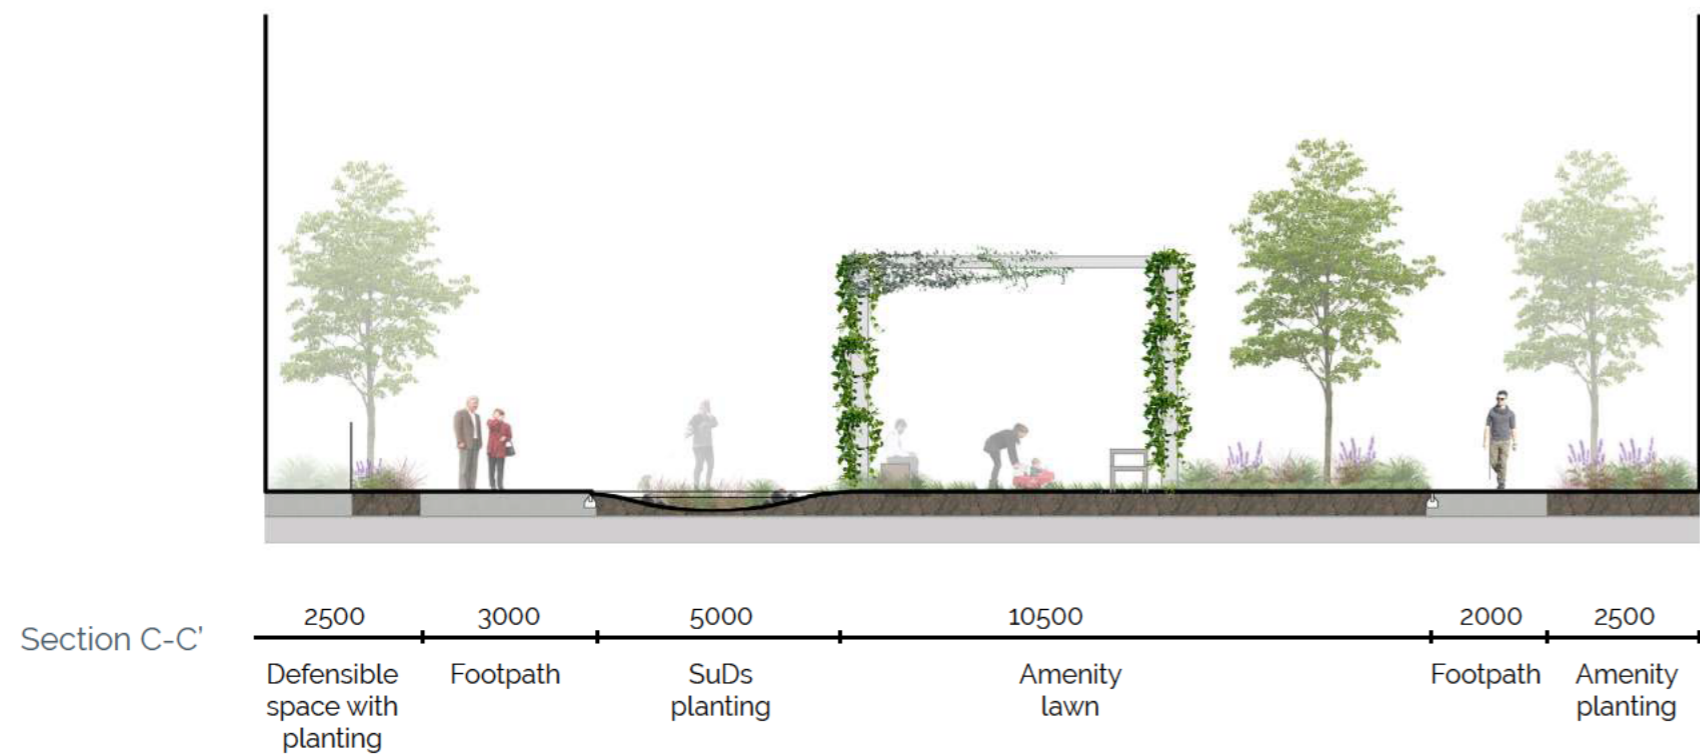 Section C-C'
2500 3000 5000 10500 2000 2500
Defensible
space with
planting
Footpath
SuDs
planting
Amenity
lawn
Footpath
Amenity
planting